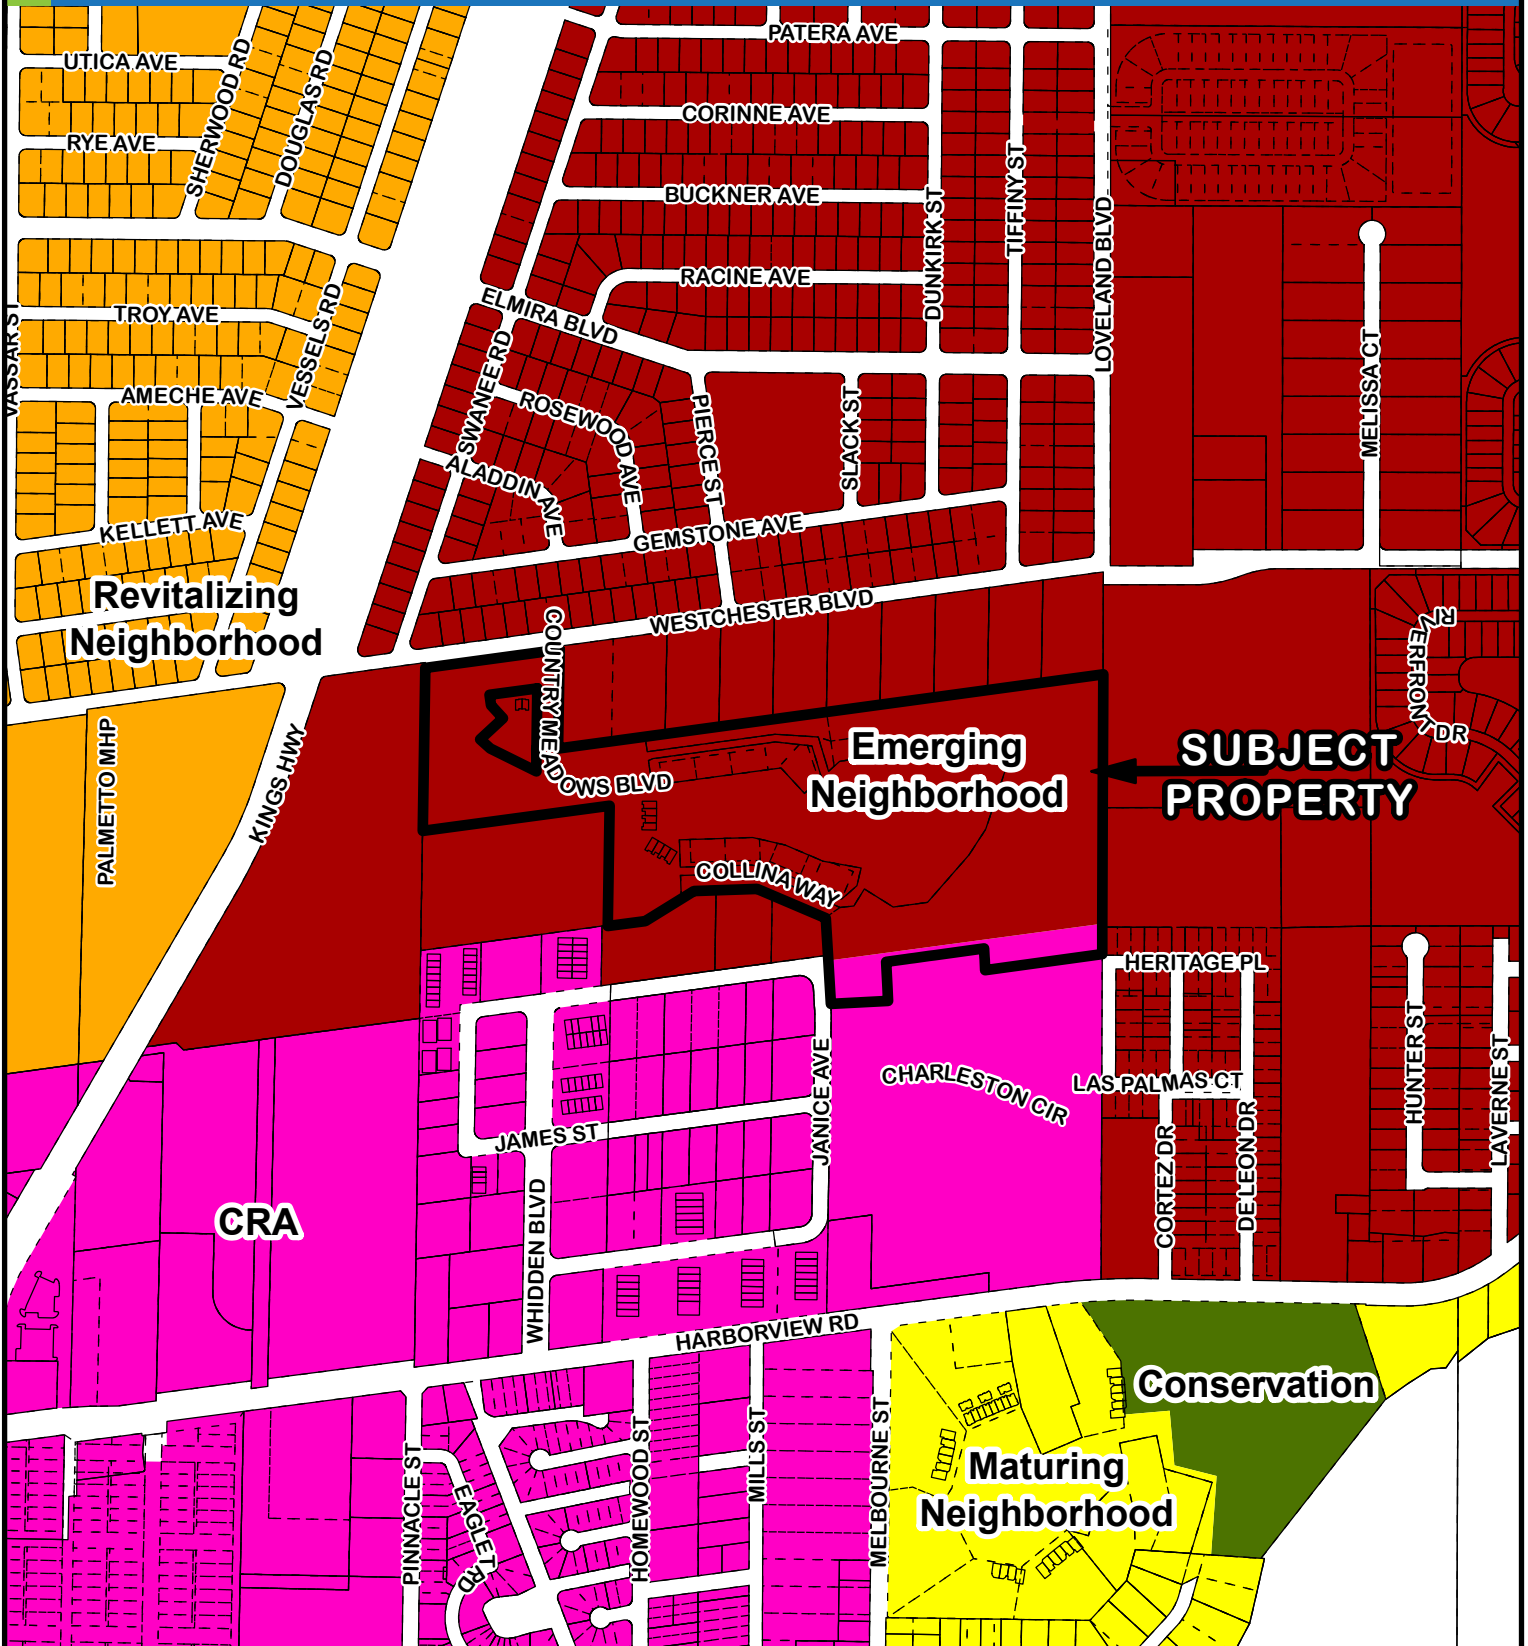 PATERA AVE
UTICA AVE
SHERWOOD RD
DOUGLAS RD
CORINNE AVE
RYE AVE
BUCKNER AVE
DUNKIRK ST
TIFFINY ST
LOVELAND BLVD
RACINE AVE
ELMIRA BLVD
TROY AVE
VESSELS RD
VASSAR ST
SWANEE RD
MELISSA CT
AMECHE AVE
ROSEWOOD AVE
PIERCE ST
SLACK ST
ALADDIN AVE
KELLETT AVE
GEMSTONE AVE
Revitalizing
Neighborhood
WESTCHESTER BLVD
COUNTRY MEADOWS BLVD
RIVERFRONT DR
PALMETTO MHP
KINGS HWY
Emerging
Neighborhood
SUBJECT
PROPERTY
COLLINA WAY
HERITAGE PL
JANICE AVE
CHARLESTON CIR
LAS PALMAS CT
HUNTER ST
LAVERNE ST
JAMES ST
CORTEZ DR
DE LEON DR
CRA
WHIDDEN BLVD
HARBORVIEW RD
Conservation
PINNACLE ST
EAGLET RD
HOMEWOOD ST
MILLS ST
MELBOURNE ST
Maturing
Neighborhood